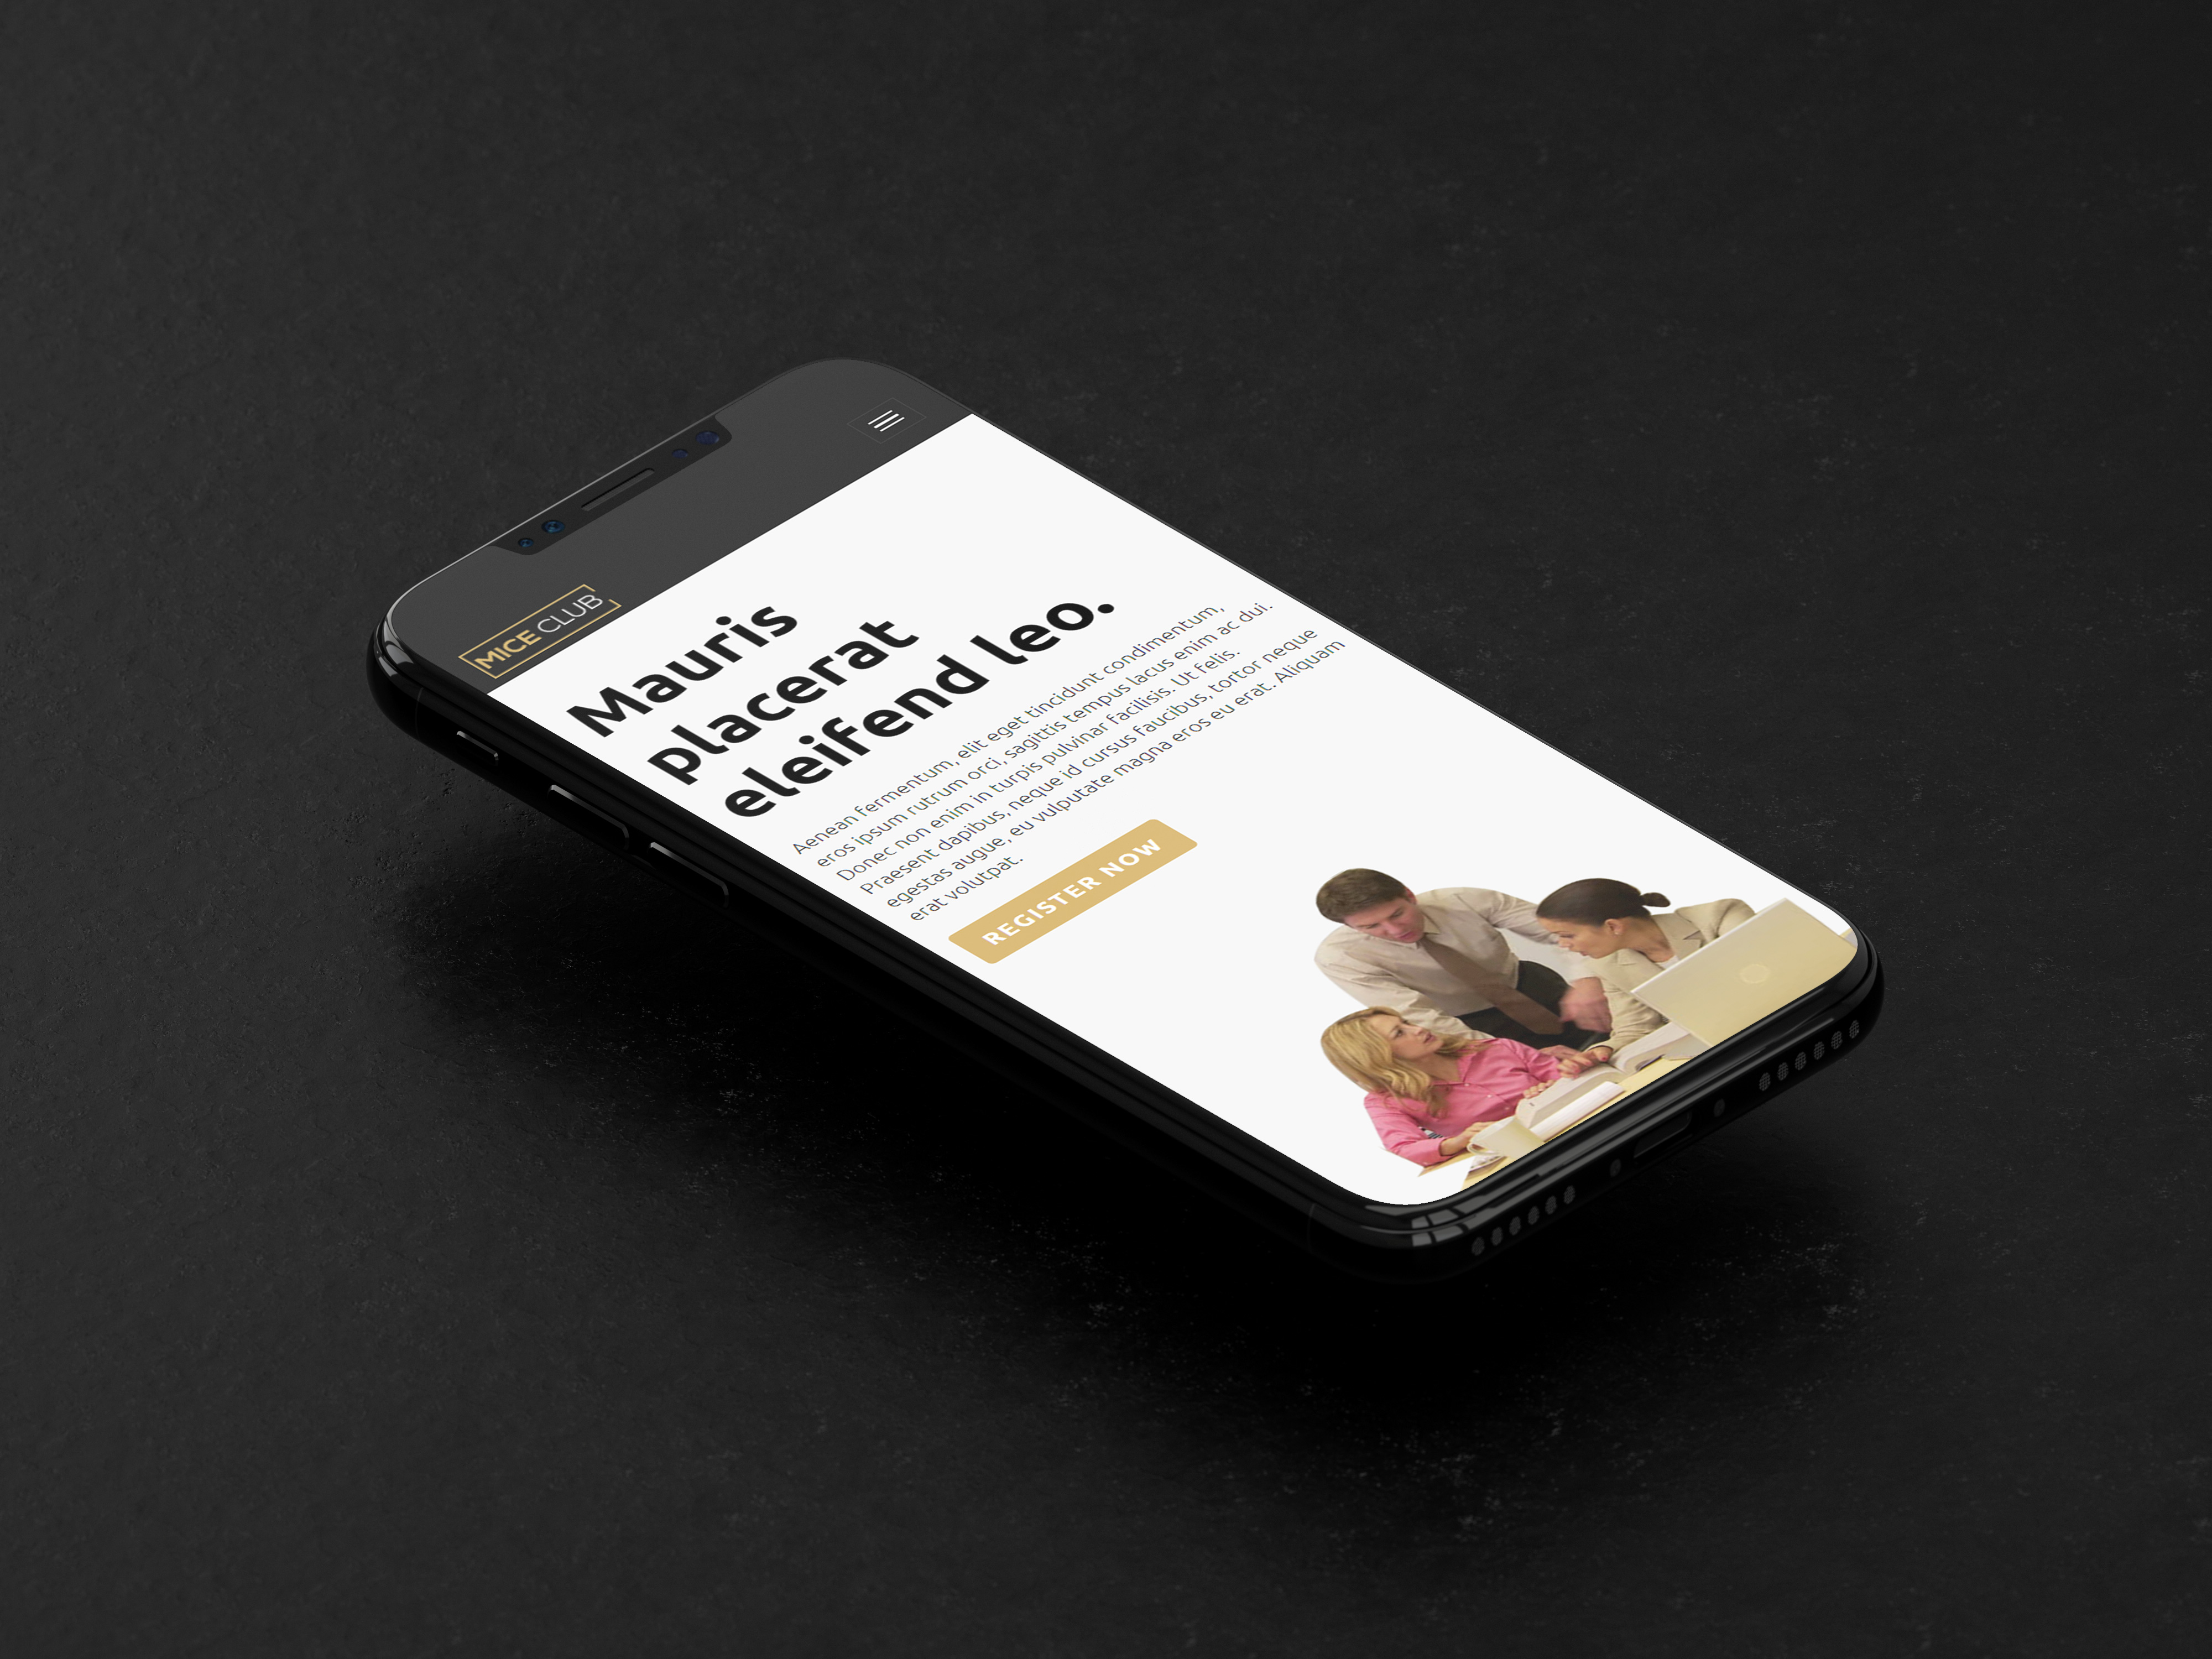 MICE CLUB
Mauris
placerat
eleifend leo.
Aenean fermentum, elit eget tincidunt condimentum,
eros ipsum rutrum orci, sagittis tempus lacus enim ac dui.
Donec non enim in turpis pulvinar facilisis. Ut felis.
Praesent dapibus, neque id cursus faucibus, tortor neque
egestas augue, eu vulputate magna eros eu erat. Aliquam
erat volutpat.
REGISTER NOW